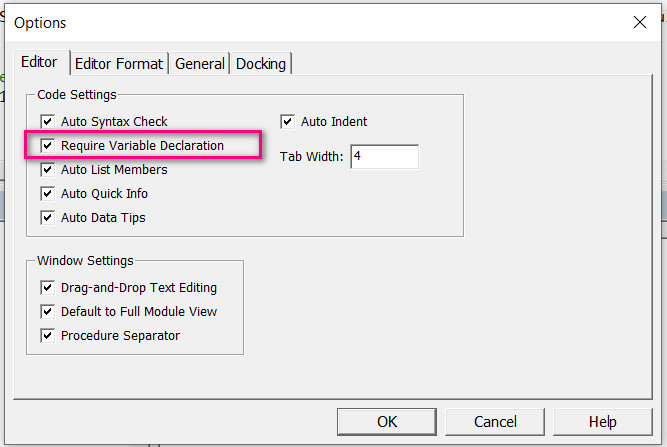 Options
Editor Editor Format General Docking
Code Settings
Auto Syntax Check Auto Indent
Require Variable Declaration
Auto List Members Tab Width: 4
Auto Quick Info
Auto Data Tips
Window Settings
Drag-and-Drop Text Editing
Default to Full Module View
Procedure Separator
OK Cancel Help